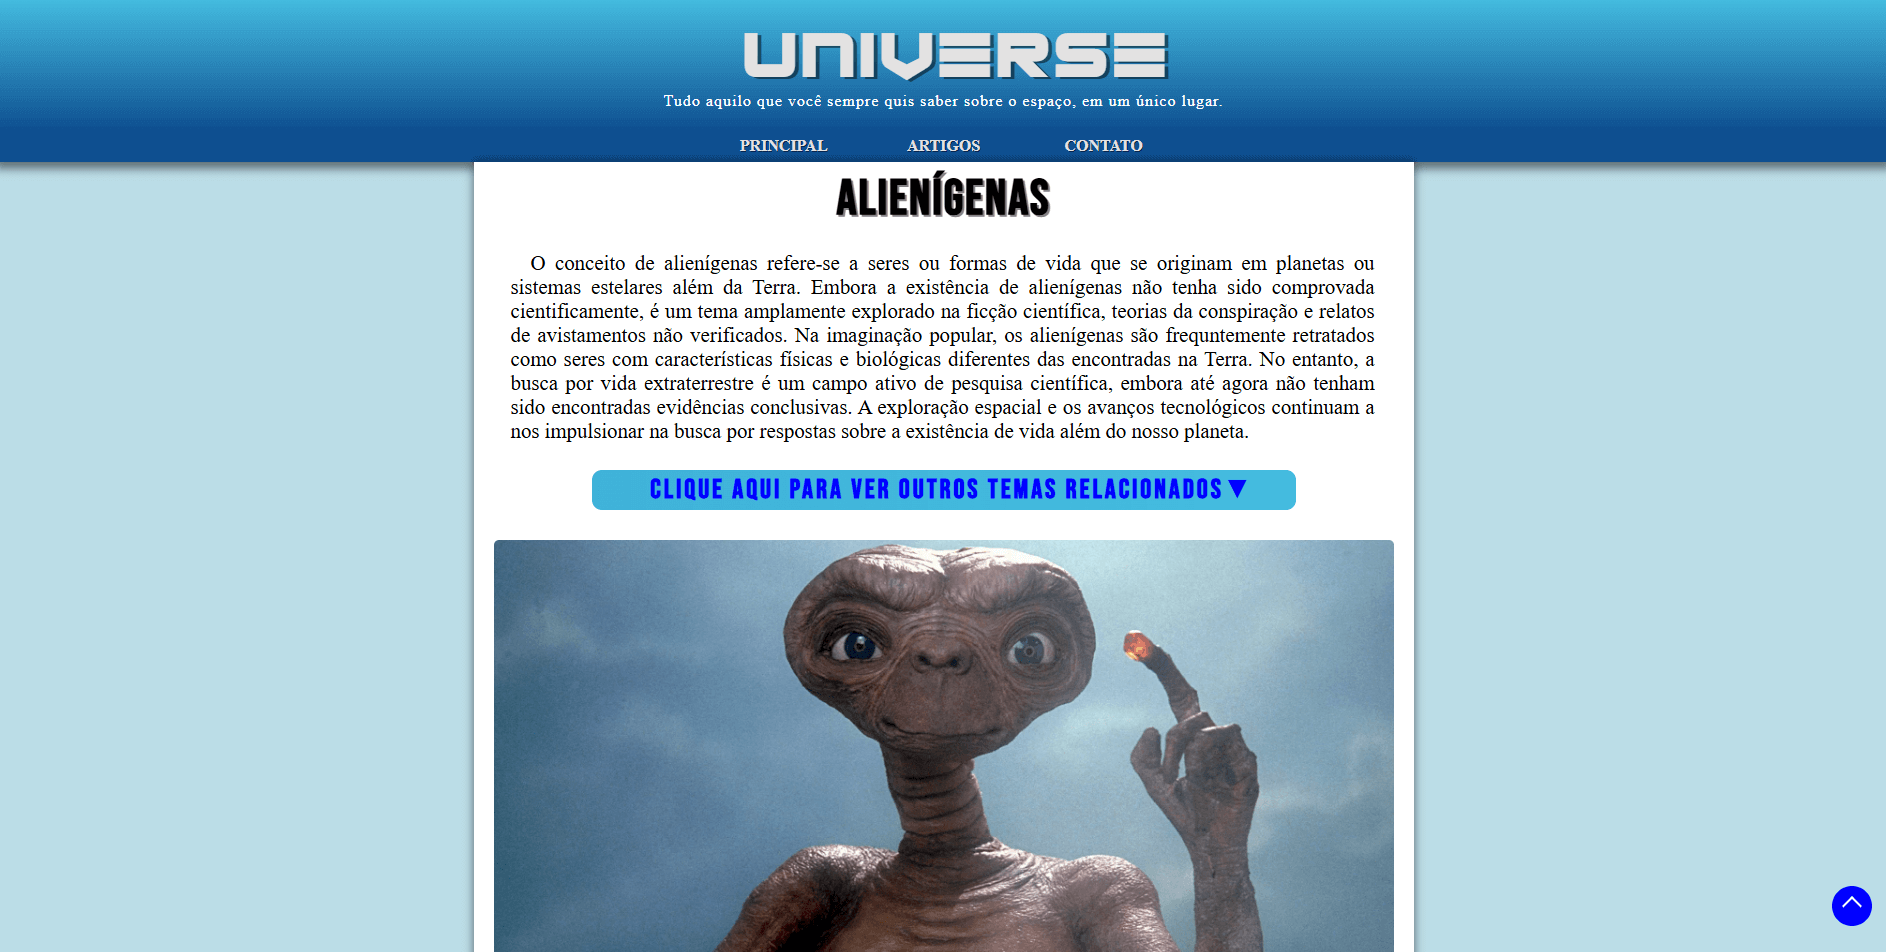 UNIVERSE
Tudo aquilo que você sempre quis saber sobre o espaço, em um único lugar.
PRINCIPAL ARTIGOS CONTATO
ALIENÍGENAS
O conceito de alienígenas refere-se a seres ou formas de vida que se originam em planetas ou
sistemas estelares além da Terra. Embora a existência de alienígenas não tenha sido comprovada
cientificamente, é um tema amplamente explorado na ficção científica, teorias da conspiração e relatos
de avistamentos não verificados. Na imaginação popular, os alienígenas são frequntemente retratados
como seres com características físicas e biológicas diferentes das encontradas na Terra. No entanto, a
busca por vida extraterrestre é um campo ativo de pesquisa científica, embora até agora não tenham
sido encontradas evidências conclusivas. A exploração espacial e os avanços tecnológicos continuam a
nos impulsionar na busca por respostas sobre a existência de vida além do nosso planeta.
CLIQUE AQUI PARA VER OUTROS TEMAS RELACIONADOS▼